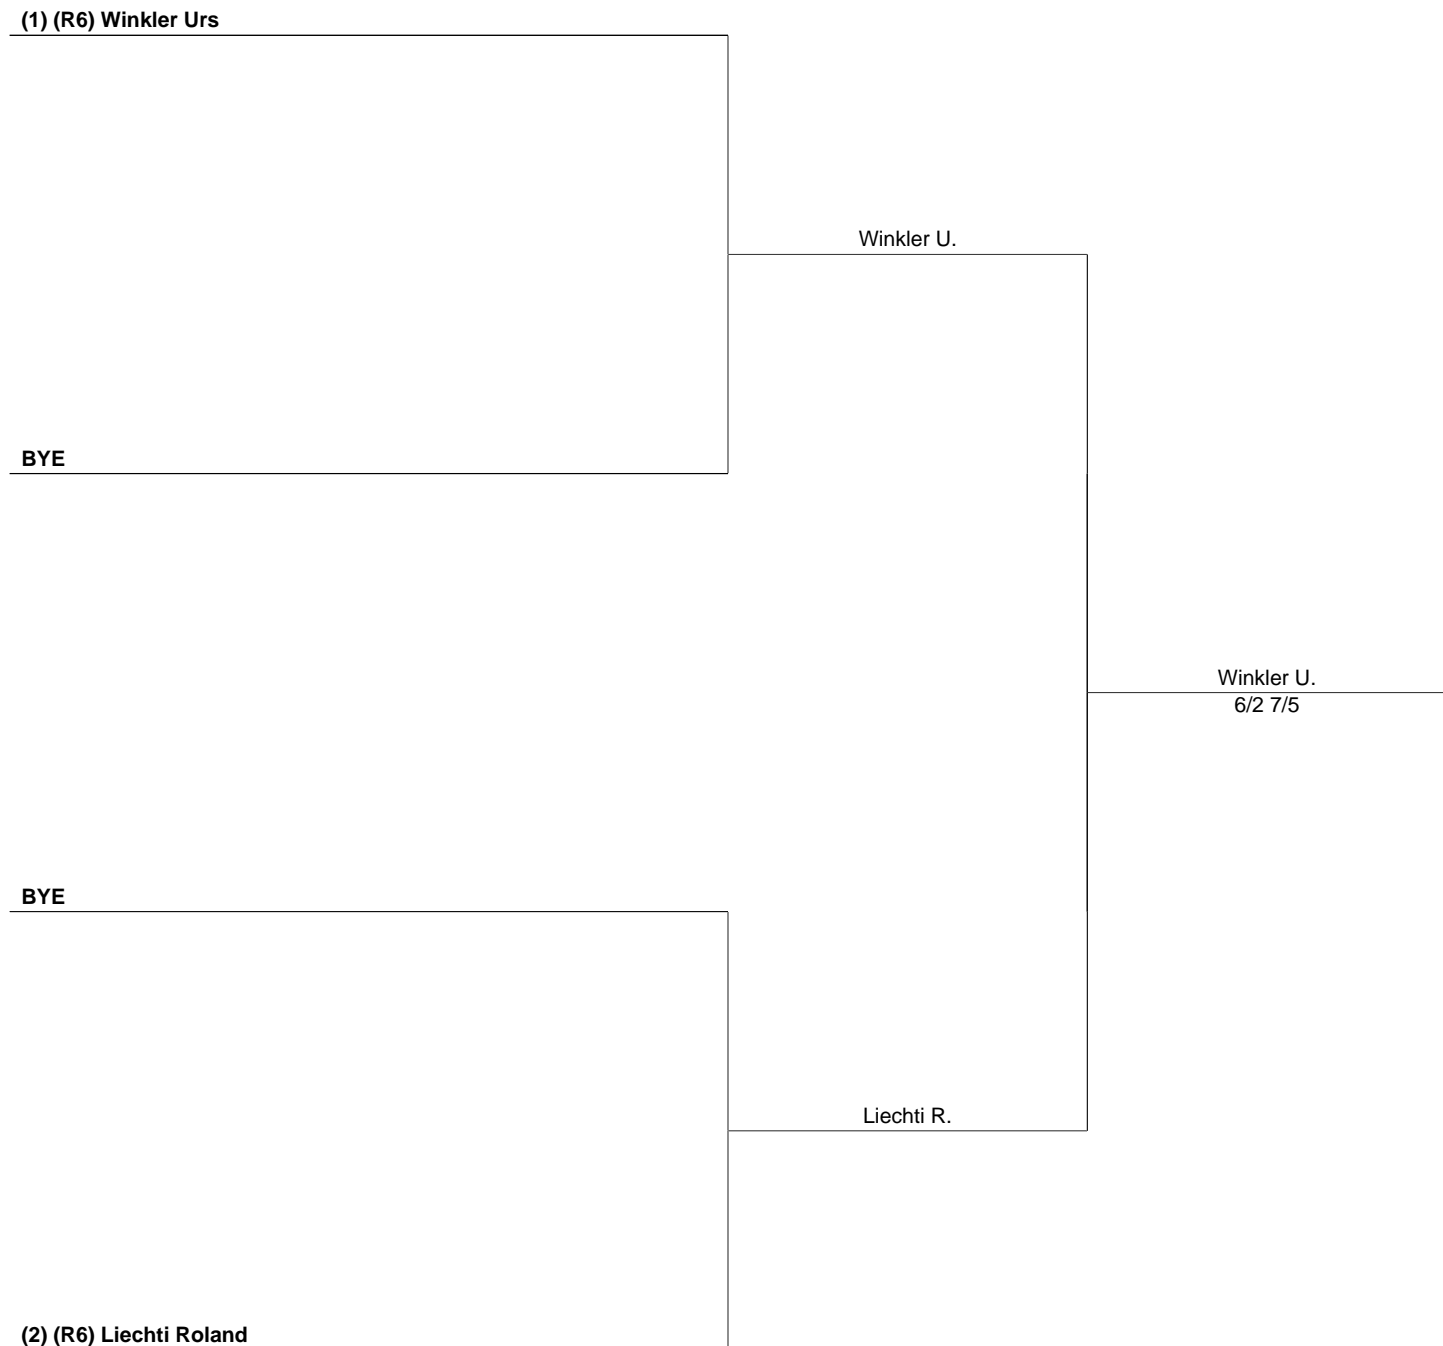 (1) (R6) Winkler Urs
Winkler U.
BYE
Winkler U.
6/2 7/5
BYE
Liechti R.
(2) (R6) Liechti Roland